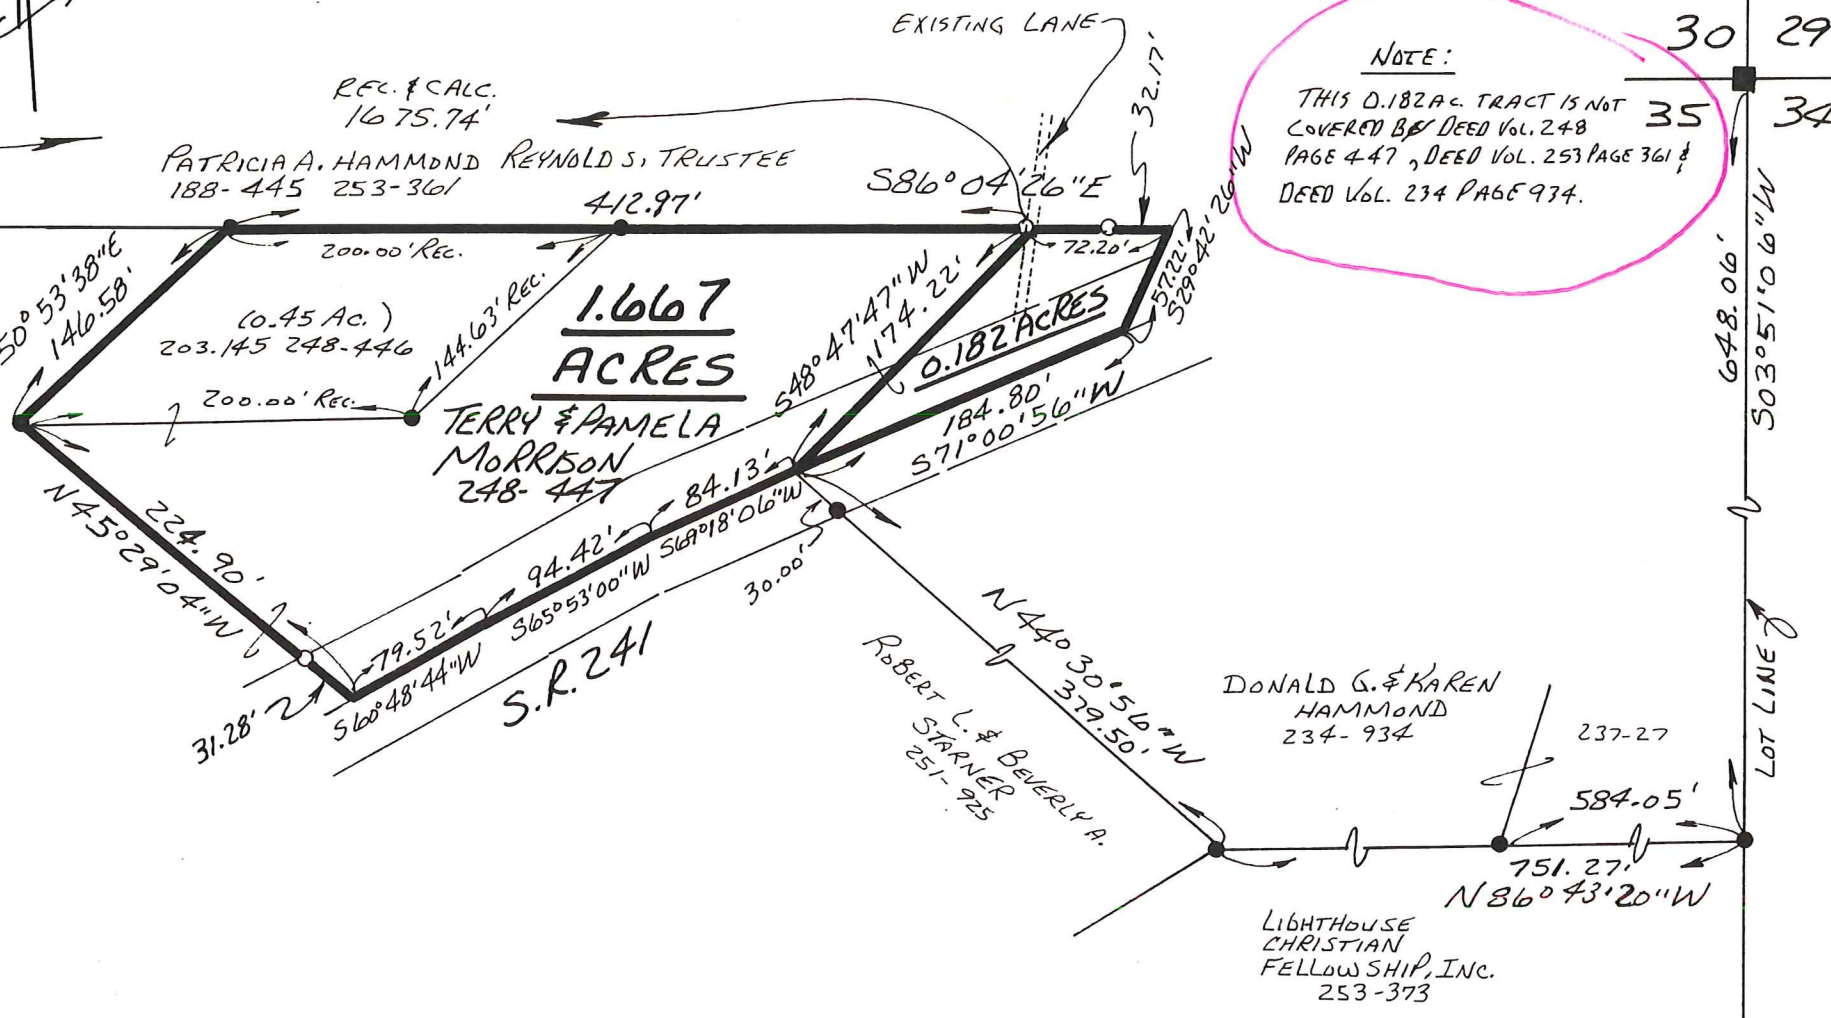 EXISTING LANE
32.17'
30 29
35 34
NOTE:
THIS 0.182 AC. TRACT IS NOT
COVERED BY DEED VOL. 248
PAGE 447, DEED VOL. 253 PAGE 361 &
DEED VOL. 234 PAGE 934.
REC. & CALC.
1675.74'
PATRICIA A. HAMMOND REYNOLDS, TRUSTEE
188-445 253-361
412.97'
S86°04'26"E
200.00' REC.
72.20'
57.22'
S29°42'26"W
50°53'38"E
146.58'
(0.45 Ac.)
203.145 248-446
144.63' REC.
200.00' REC.
1.667
ACRES
TERRY & PAMELA
MORRISON
248-447
S48°47'47"W
174.22'
0.182 ACRES
184.80'
S71°00'56"W
648.06'
S03°51'06"W
224.90'
N45°29'04"W
31.28'
79.52'
S60°48'44"W
94.42'
S65°53'00"W
84.13'
S69°18'06"W
30.00'
S.R. 241
N44°30'56"W
379.50'
ROBERT L. & BEVERLY A.
STARNER
251-925
DONALD G. & KAREN
HAMMOND
234-934
237-27
LOT LINE
584.05'
751.27'
N86°43'20"W
LIGHTHOUSE
CHRISTIAN
FELLOWSHIP, INC.
253-373